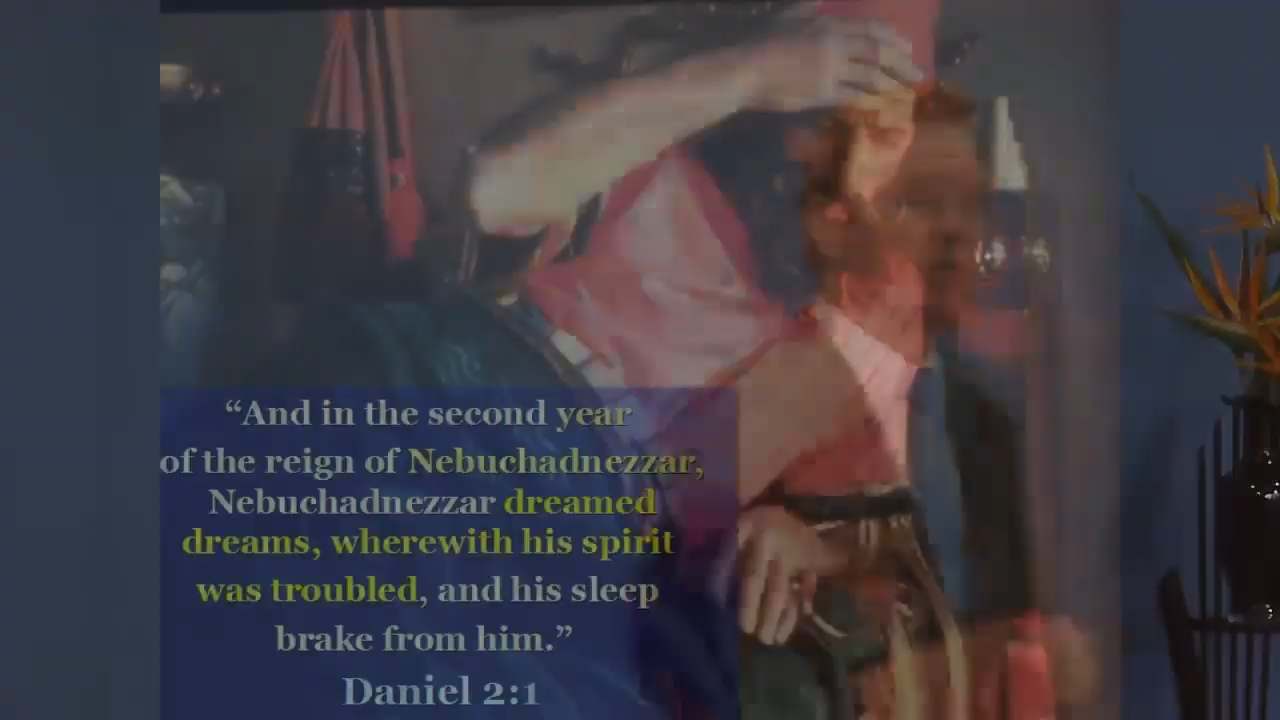 “And in the second year
of the reign of Nebuchadnezzar,
Nebuchadnezzar dreamed
dreams, wherewith his spirit
was troubled, and his sleep
brake from him.”
Daniel 2:1